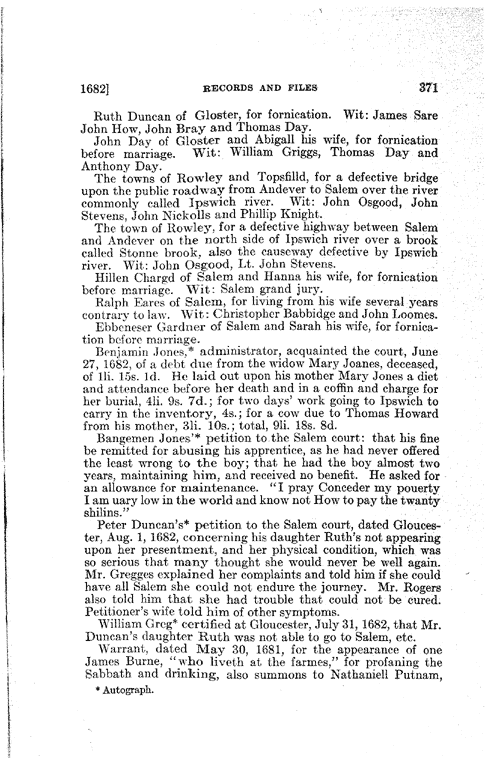 1682] RECORDS AND FILES 371
Ruth Duncan of Gloster, for fornication. Wit: James Sare
John How, John Bray and Thomas Day.
John Day of Gloster and Abigall his wife, for fornication
before marriage. Wit: William Griggs, Thomas Day and
Anthony Day.
The towns of Rowley and Topsfilld, for a defective bridge
upon the public roadway from Andever to Salem over the river
commonly called Ipswich river. Wit: John Osgood, John
Stevens, John Nickolls and Phillip Knight.
The town of Rowley, for a defective highway between Salem
and Andever on the north side of Ipswich river over a brook
called Stonne brook, also the causeway defective by Ipswich
river. Wit: John Osgood, Lt. John Stevens.
Hillen Chargd of Salem and Hanna his wife, for fornication
before marriage. Wit: Salem grand jury.
Ralph Eares of Salem, for living from his wife several years
contrary to law. Wit: Christopher Babbidge and John Loomes.
Ebbeneser Gardner of Salem and Sarah his wife, for fornica-
tion before marriage.
Benjamin Jones,* administrator, acquainted the court, June
27, 1682, of a debt due from the widow Mary Joanes, deceased,
of 1li. 15s. 1d. He laid out upon his mother Mary Jones a diet
and attendance before her death and in a coffin and charge for
her burial, 4li. 9s. 7d.; for two days' work going to Ipswich to
carry in the inventory, 4s.; for a cow due to Thomas Howard
from his mother, 3li. 10s.; total, 9li. 18s. 8d.
Bangemen Jones'* petition to the Salem court: that his fine
be remitted for abusing his apprentice, as he had never offered
the least wrong to the boy; that he had the boy almost two
years, maintaining him, and received no benefit. He asked for
an allowance for maintenance. "I pray Conceder my pouerty
I am uary low in the world and know not How to pay the twanty
shilins."
Peter Duncan's* petition to the Salem court, dated Glouces-
ter, Aug. 1, 1682, concerning his daughter Ruth's not appearing
upon her presentment, and her physical condition, which was
so serious that many thought she would never be well again.
Mr. Gregges explained her complaints and told him if she could
have all Salem she could not endure the journey. Mr. Rogers
also told him that she had trouble that could not be cured.
Petitioner's wife told him of other symptoms.
William Greg* certified at Gloucester, July 31, 1682, that Mr.
Duncan's daughter Ruth was not able to go to Salem, etc.
Warrant, dated May 30, 1681, for the appearance of one
James Burne, "who liveth at the farmes," for profaning the
Sabbath and drinking, also summons to Nathaniell Putnam,
* Autograph.